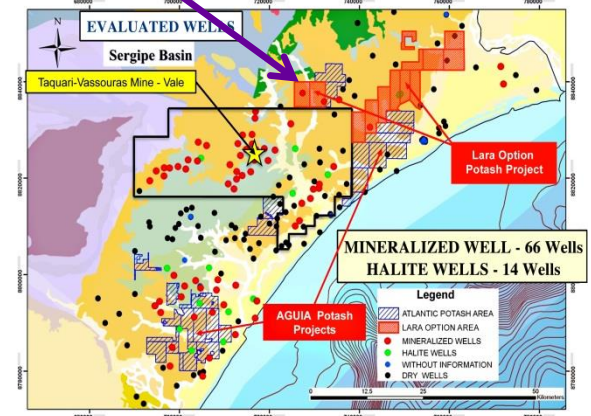 EVALUATED WELLS
Sergipe Basin
Taquari-Vassouras Mine - Vale
N
Lara Option
Potash Project
MINERALIZED WELL - 66 Wells
HALITE WELLS - 14 Wells
AGUIA Potash
Projects
Legend
ATLANTIC POTASH AREA
LARA OPTION AREA
MINERALIZED WELLS
HALITE WELLS
WITHOUT INFORMATION
DRY WELLS
0 12.5 25 50
Kilometers